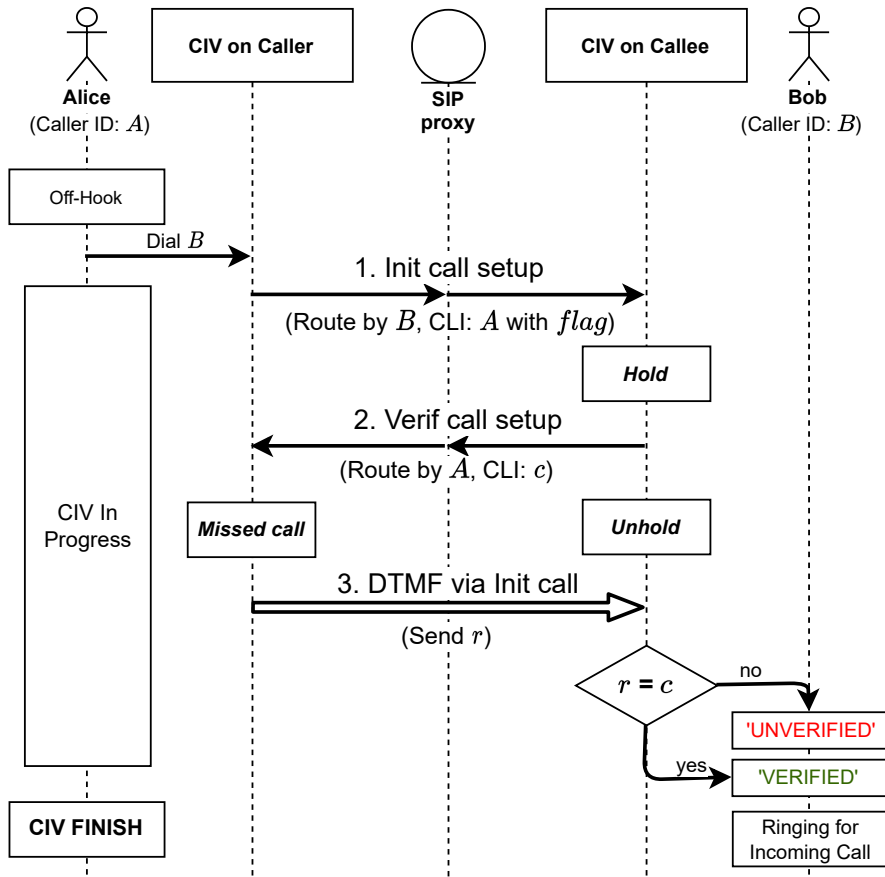 CIV on Caller
CIV on Callee
Alice
(Caller ID: A)
SIP
proxy
Bob
(Caller ID: B)
Off-Hook
Dial B
1. Init call setup
(Route by B, CLI: A with flag)
Hold
2. Verif call setup
(Route by A, CLI: c)
CIV In
Progress
Missed call
Unhold
3. DTMF via Init call
(Send r)
r = c
no
'UNVERIFIED'
yes
'VERIFIED'
CIV FINISH
Ringing for
Incoming Call